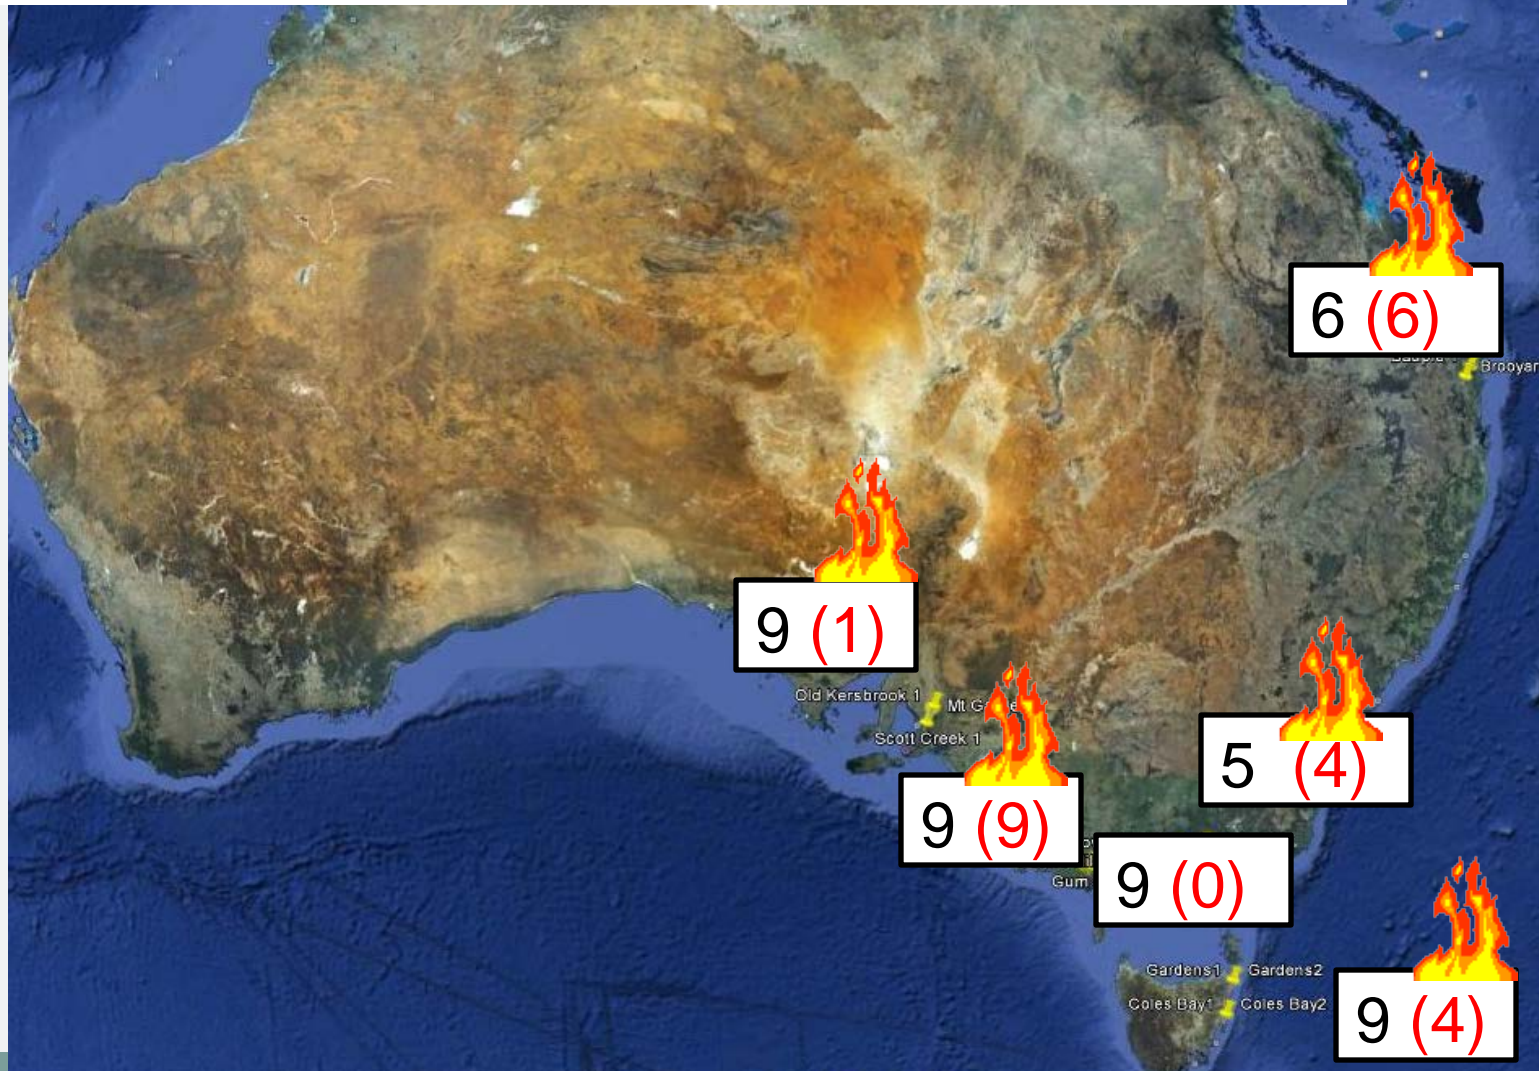 6 (6)
Brooyar
9 (1)
Old Kersbrook 1
Scott Creek 1
5 (4)
9 (9)
Gum
9 (0)
Gardens1 Gardens2
Coles Bay1 Coles Bay2
9 (4)